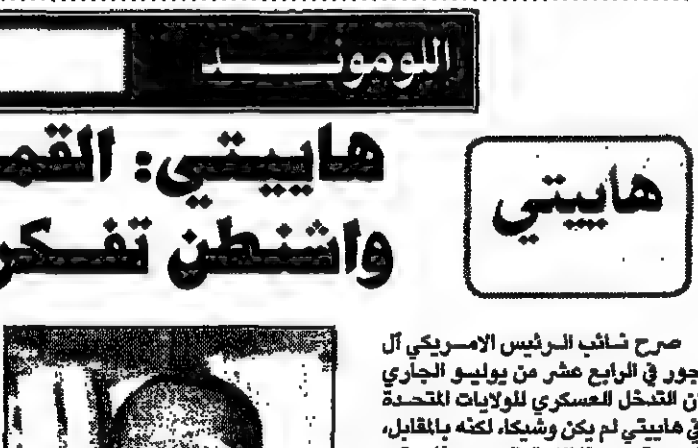 اللوموند
هاييتي
هاييتي: القم
واشنطن تفكر
صرح نائب الرئيس الامريكي آل
جور في الرابع عشر من يوليو الجاري
ان التدخل العسكري للولايات المتحدة
في هاييتي لم يكن وشيكا، لكنه بالمقابل،